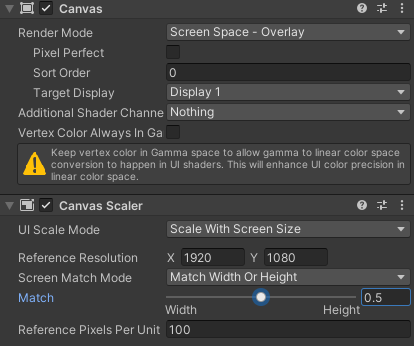 Canvas
Render Mode Screen Space - Overlay
Pixel Perfect
Sort Order 0
Target Display Display 1
Additional Shader Channe Nothing
Vertex Color Always In Ga
Keep vertex color in Gamma space to allow gamma to linear color space
conversion to happen in UI shaders. This will enhance UI color precision in
linear color space.
Canvas Scaler
UI Scale Mode Scale With Screen Size
Reference Resolution X 1920 Y 1080
Screen Match Mode Match Width Or Height
Match 0.5
Width Height
Reference Pixels Per Unit 100